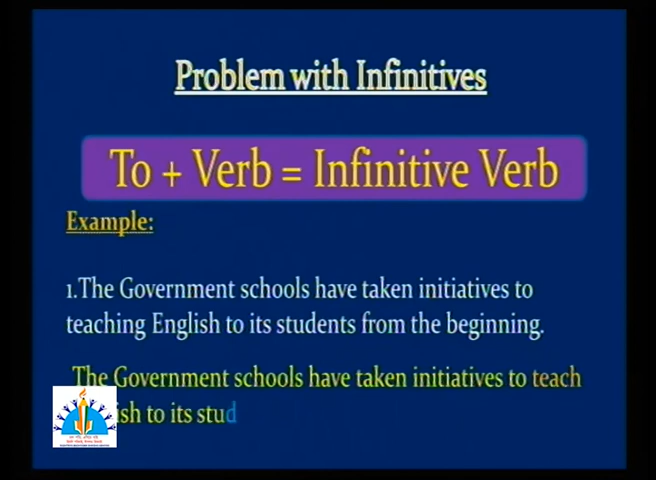 Problem with Infinitives
To + Verb = Infinitive Verb
Example:
1.The Government schools have taken initiatives to
teaching English to its students from the beginning.
The Government schools have taken initiatives to teach
ish to its stud